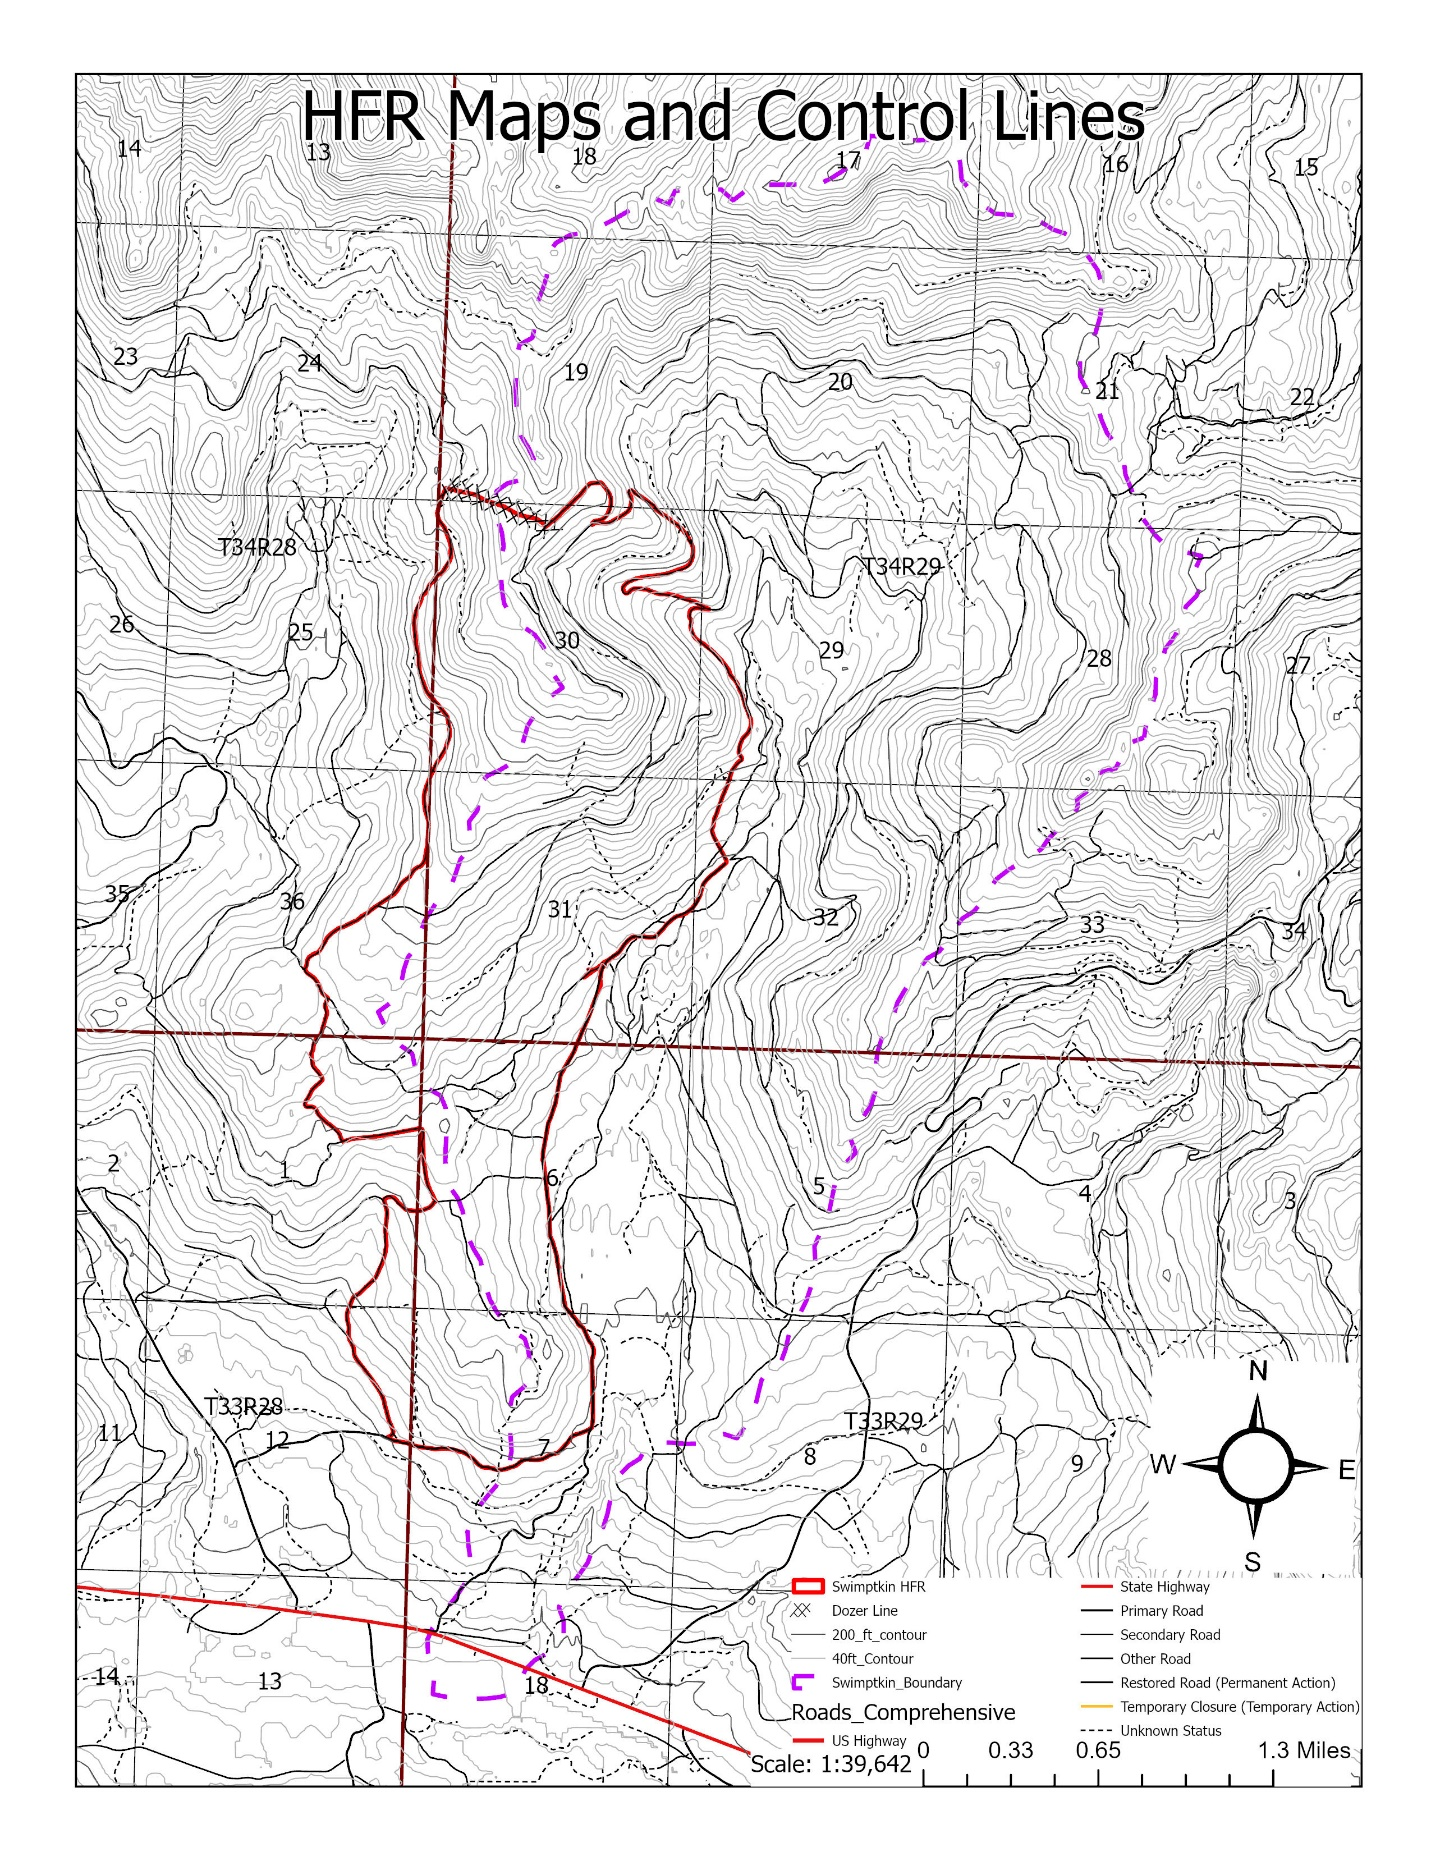 HFR Maps and Control Lines
14
13
18
17
16
15
23
24
19
20
21
22
T34R28
T34R29
26
25
30
29
28
27
35
36
31
32
33
34
2
1
6
5
4
3
T33R28
T33R29
11
12
7
8
9
14
13
18
N
W
E
S
Swimptkin HFR
Dozer Line
200_ft_contour
40ft_Contour
Swimptkin_Boundary
Roads_Comprehensive
US Highway
State Highway
Primary Road
Secondary Road
Other Road
Restored Road (Permanent Action)
Temporary Closure (Temporary Action)
Unknown Status
Scale: 1:39,642
0 0.33 0.65 1.3 Miles